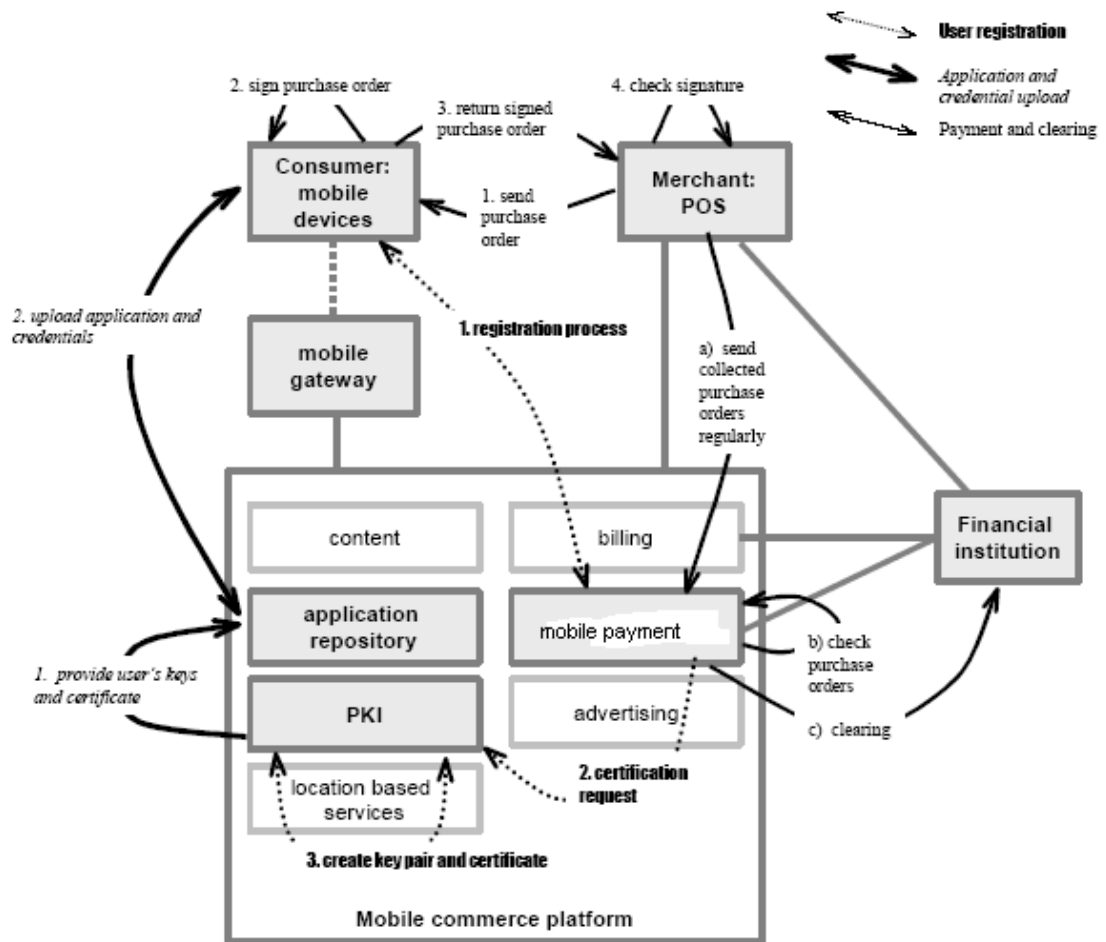 User registration
Application and
credential upload
Payment and clearing
2. sign purchase order
4. check signature
3. return signed
purchase order
Consumer:
mobile
devices
1. send
purchase
order
Merchant:
POS
2. upload application and
credentials
1. registration process
mobile
gateway
a) send
collected
purchase
orders
regularly
content
billing
Financial
institution
application
repository
mobile payment
b) check
purchase
orders
1. provide user's keys
and certificate
PKI
advertising
c) clearing
2. certification
request
location based
services
3. create key pair and certificate
Mobile commerce platform